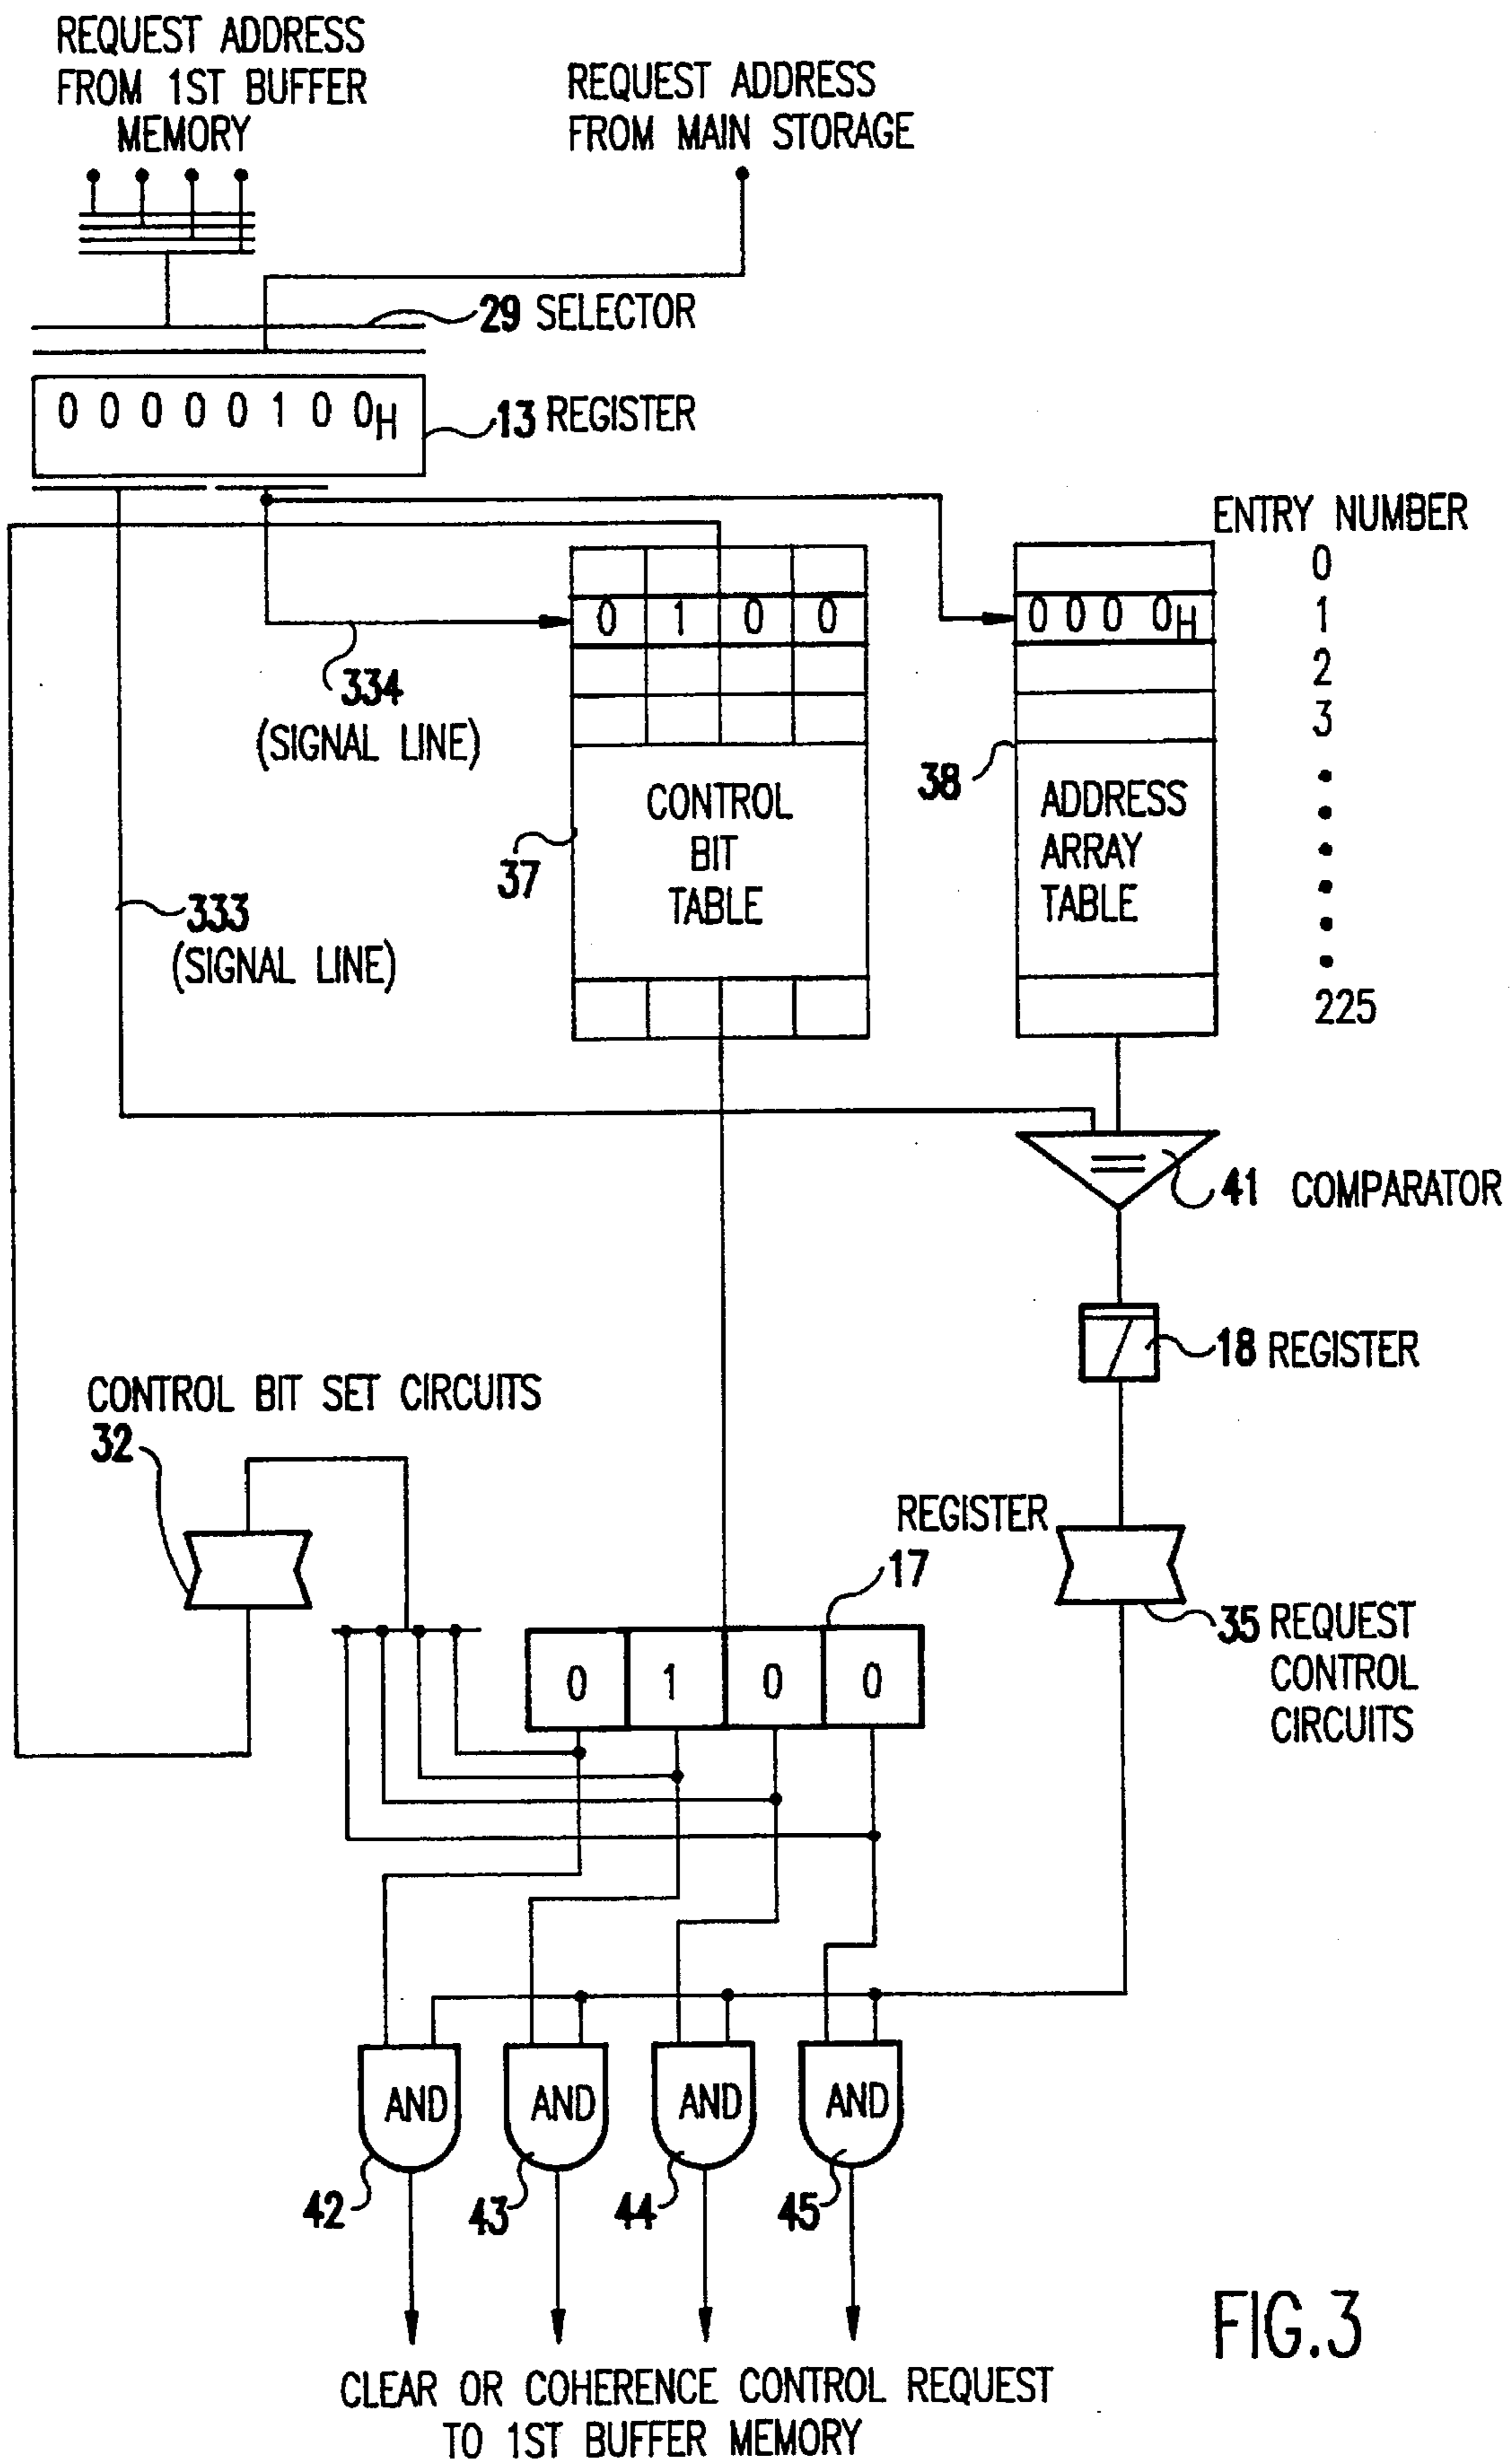 REQUEST ADDRESS
FROM 1ST BUFFER
MEMORY
REQUEST ADDRESS
FROM MAIN STORAGE
29 SELECTOR
0 0 0 0 0 1 0 0H
13 REGISTER
ENTRY NUMBER
0
0 1 0 0
0 0 0 0H
1
2
3
334
(SIGNAL LINE)
38
CONTROL
BIT
TABLE
37
ADDRESS
ARRAY
TABLE
333
(SIGNAL LINE)
225
=
41 COMPARATOR
18 REGISTER
CONTROL BIT SET CIRCUITS
32
REGISTER
17
35 REQUEST
CONTROL
CIRCUITS
0 1 0 0
AND AND AND AND
42 43 44 45
FIG.3
CLEAR OR COHERENCE CONTROL REQUEST
TO 1ST BUFFER MEMORY